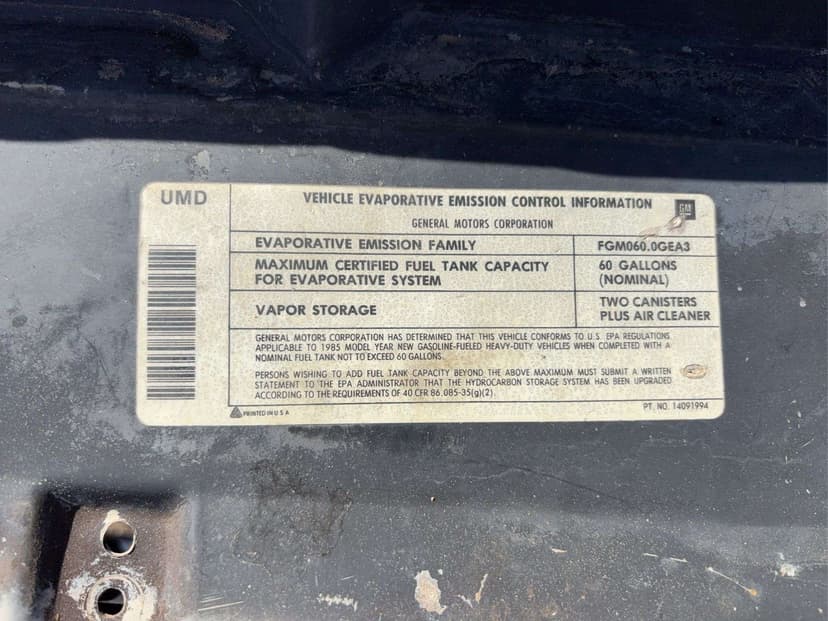 UMD
VEHICLE EVAPORATIVE EMISSION CONTROL INFORMATION
GENERAL MOTORS CORPORATION
GM
EVAPORATIVE EMISSION FAMILY FGM060.0GEA3
MAXIMUM CERTIFIED FUEL TANK CAPACITY 60 GALLONS
FOR EVAPORATIVE SYSTEM (NOMINAL)
VAPOR STORAGE TWO CANISTERS
PLUS AIR CLEANER
GENERAL MOTORS CORPORATION HAS DETERMINED THAT THIS VEHICLE CONFORMS TO U.S. EPA REGULATIONS
APPLICABLE TO 1985 MODEL YEAR NEW GASOLINE-FUELED HEAVY-DUTY VEHICLES WHEN COMPLETED WITH A
NOMINAL FUEL TANK NOT TO EXCEED 60 GALLONS.
PERSONS WISHING TO ADD FUEL TANK CAPACITY BEYOND THE ABOVE MAXIMUM MUST SUBMIT A WRITTEN
STATEMENT TO THE EPA ADMINISTRATOR THAT THE HYDROCARBON STORAGE SYSTEM HAS BEEN UPGRADED
ACCORDING TO THE REQUIREMENTS OF 40 CFR 86.085-35(g)(2).
PRINTED IN U S A
PT. NO. 14091994